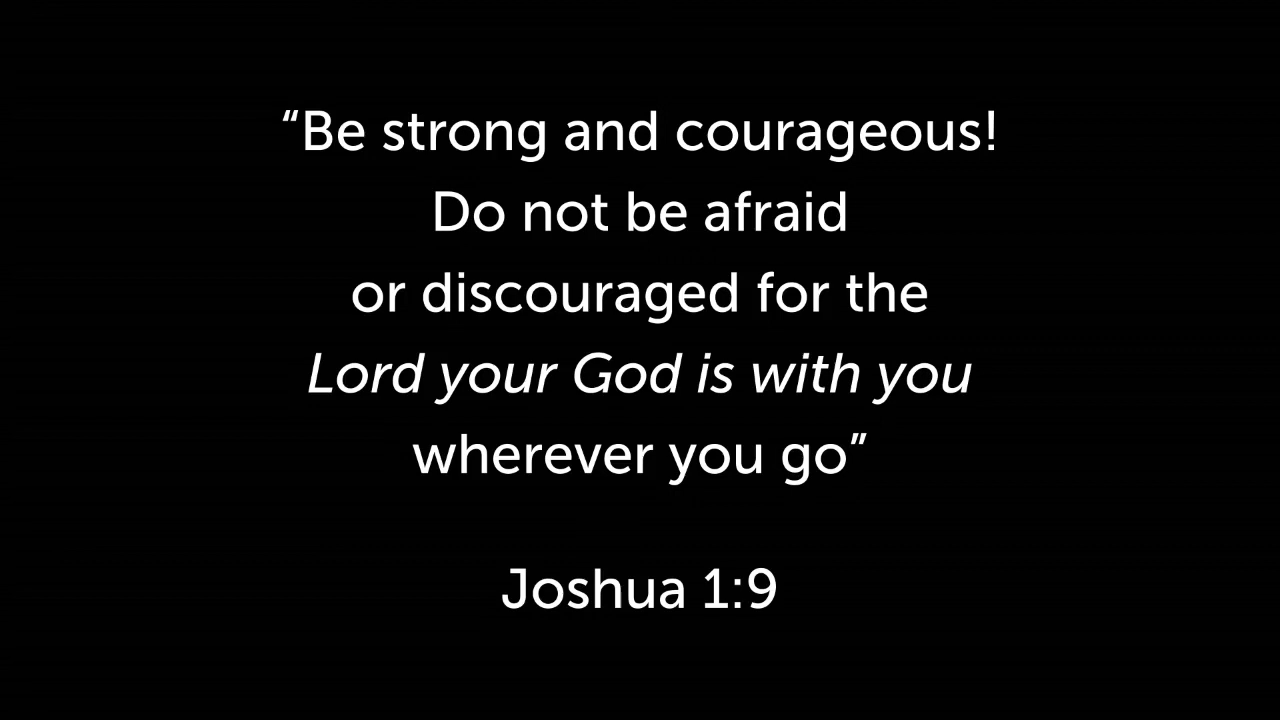 “Be strong and courageous!
Do not be afraid
or discouraged for the
Lord your God is with you
wherever you go”
Joshua 1:9